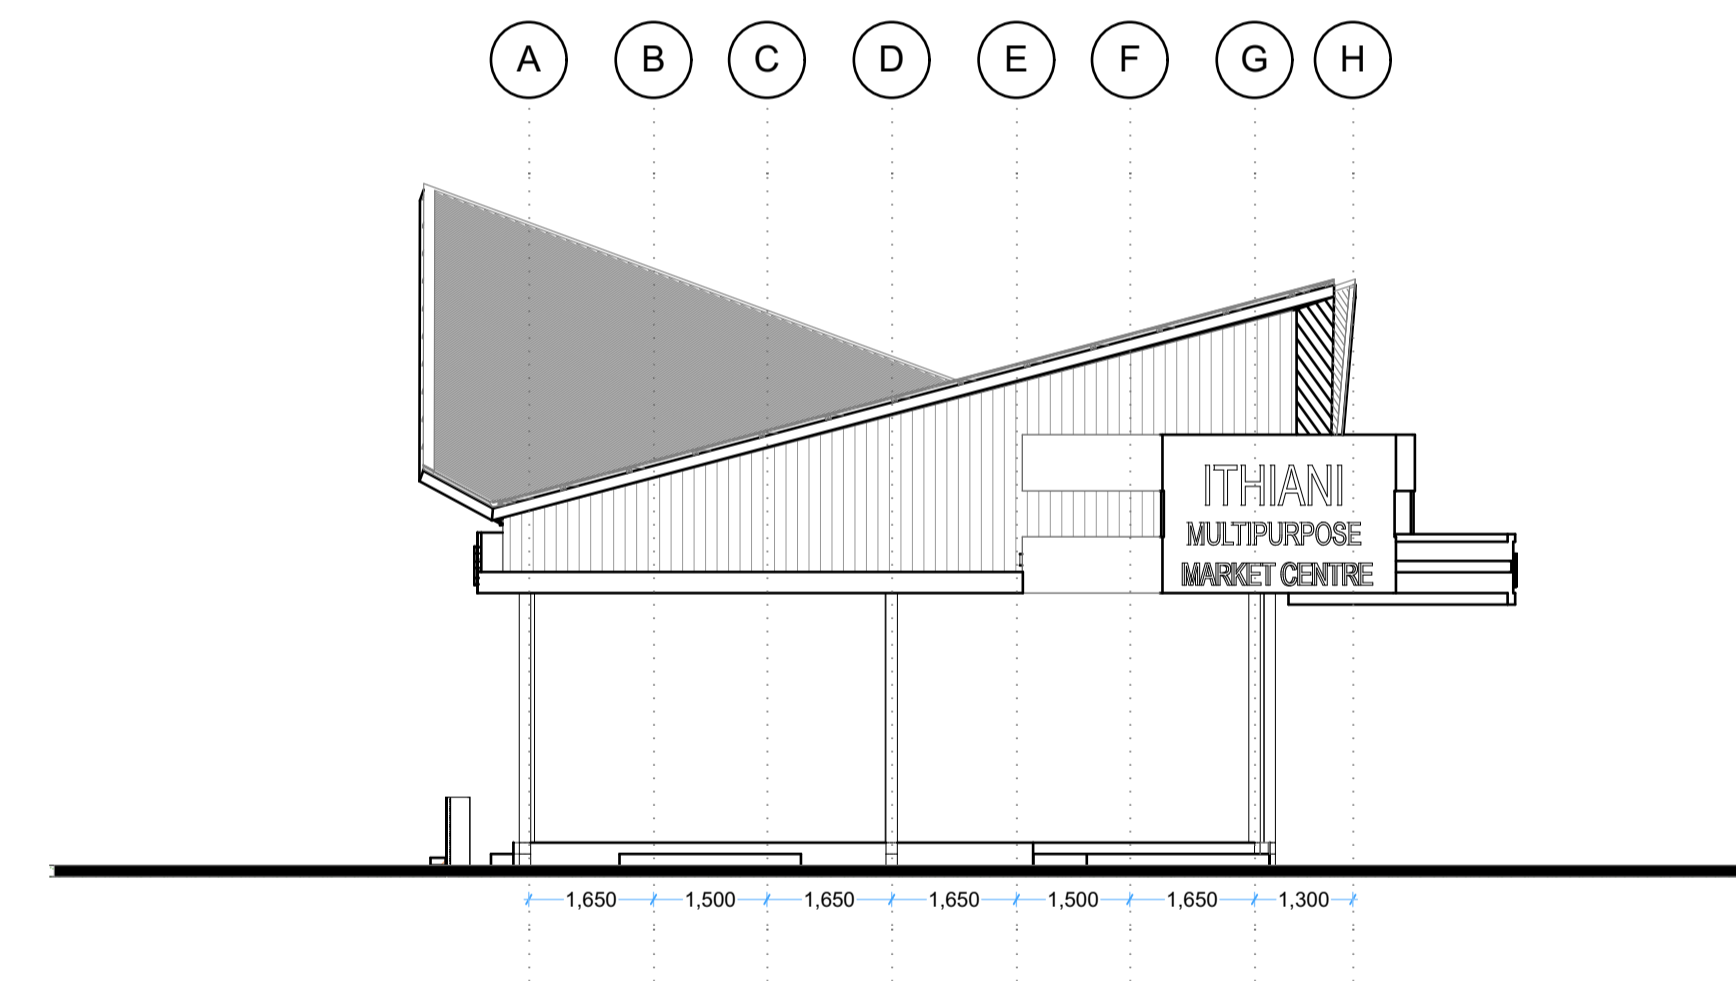 A B C D E F G H
ITHIANI
MULTIPURPOSE
MARKET CENTRE
1,650 1,500 1,650 1,650 1,500 1,650 1,300